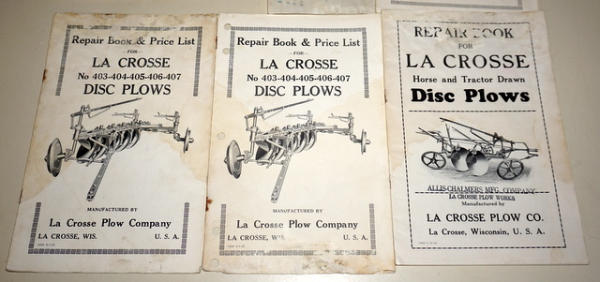 Repair Book & Price List
FOR
LA CROSSE
No 403-404-405-406-407
DISC PLOWS
MANUFACTURED BY
La Crosse Plow Company
LA CROSSE, WIS. U. S. A.
Repair Book & Price List
FOR
LA CROSSE
No 403-404-405-406-407
DISC PLOWS
MANUFACTURED BY
La Crosse Plow Company
LA CROSSE, WIS. U. S. A.
REPAIR BOOK
FOR
LA CROSSE
Horse and Tractor Drawn
Disc Plows
ALLIS-CHALMERS MFG. COMPANY
LA CROSSE PLOW WORKS
Manufactured by
LA CROSSE PLOW CO.
La Crosse, Wisconsin, U. S. A.